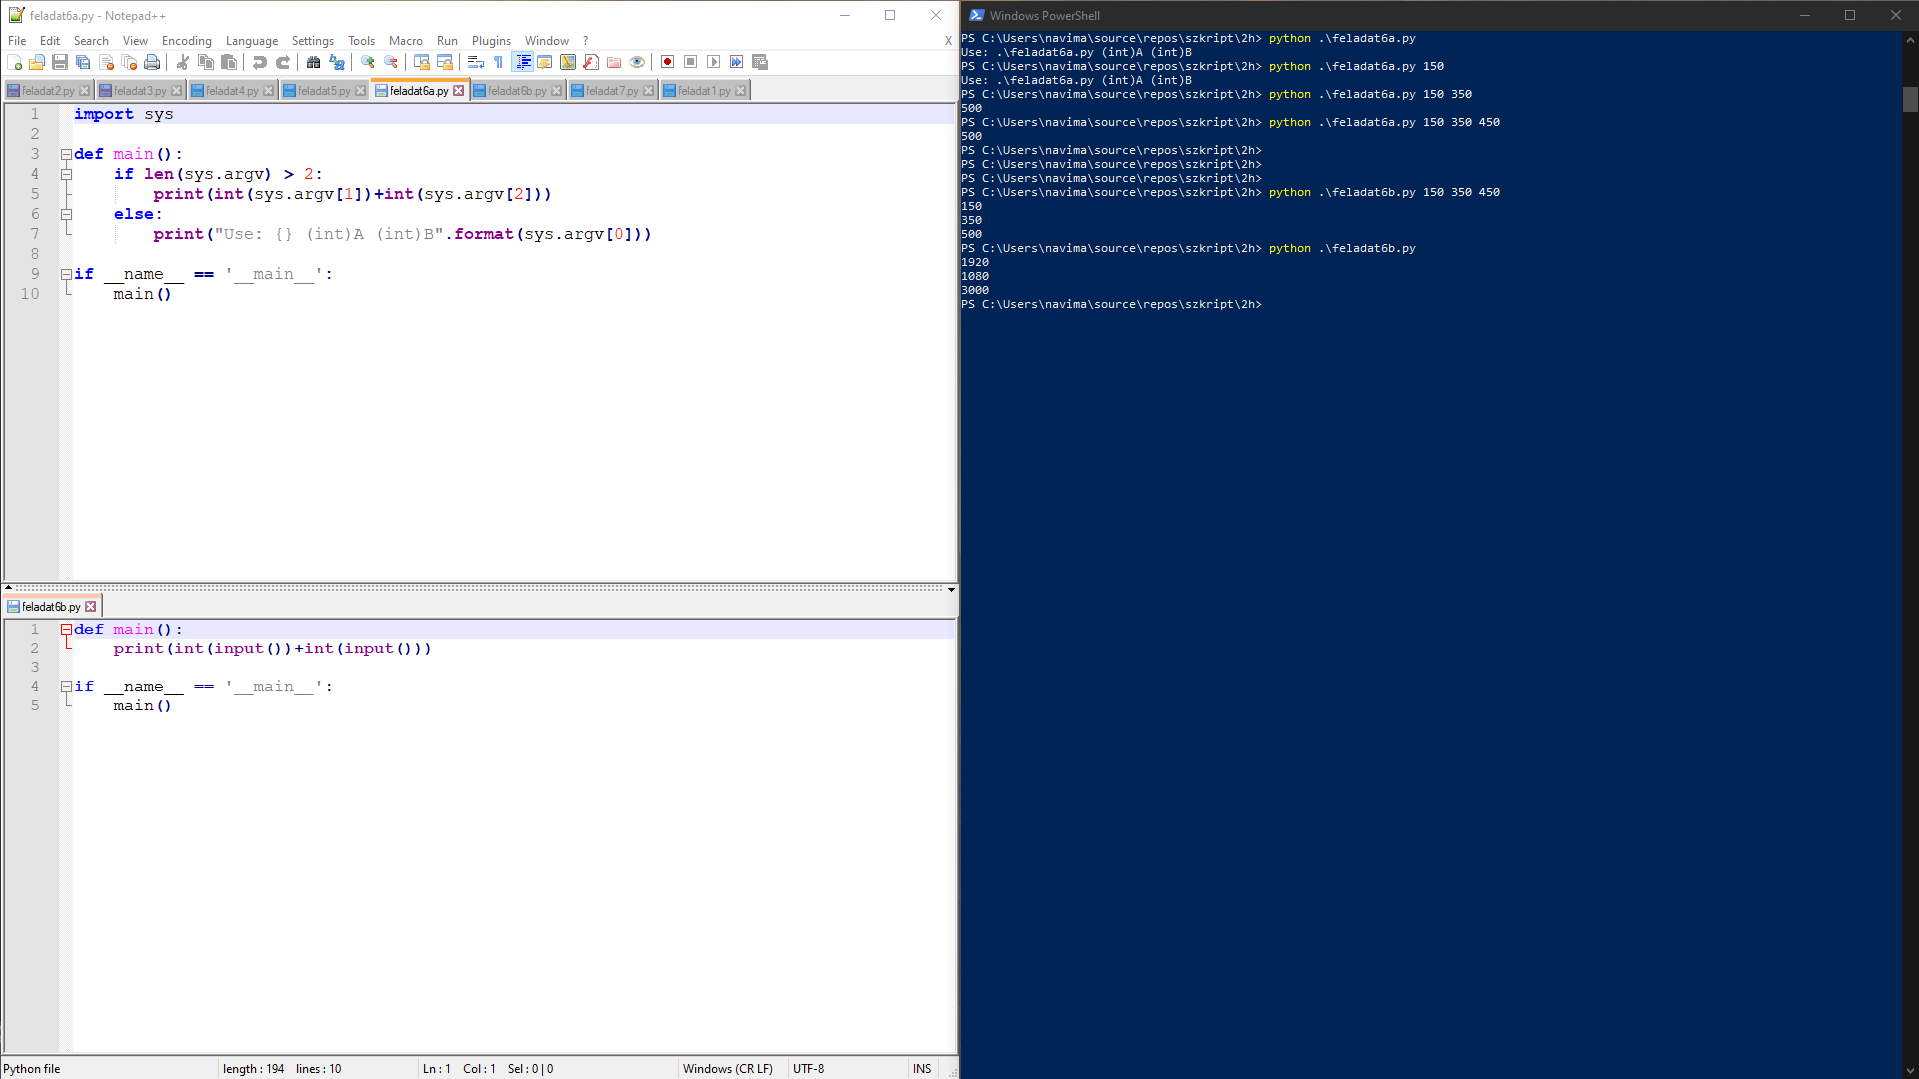 feladat6a.py - Notepad++
File Edit Search View Encoding Language Settings Tools Macro Run Plugins Window ? X
feladat2.py feladat3.py feladat4.py feladat5.py feladat6a.py feladat6b.py feladat7.py feladat1.py
1 import sys
2
3 def main():
4     if len(sys.argv) > 2:
5         print(int(sys.argv[1])+int(sys.argv[2]))
6     else:
7         print("Use: {} (int)A (int)B".format(sys.argv[0]))
8
9 if __name__ == '__main__':
10     main()
feladat6b.py
1 def main():
2     print(int(input())+int(input()))
3
4 if __name__ == '__main__':
5     main()
Python file length : 194 lines : 10 Ln : 1 Col : 1 Sel : 0 | 0 Windows (CR LF) UTF-8 INS
Windows PowerShell
PS C:\Users\navima\source\repos\szkript\2h> python .\feladat6a.py
Use: .\feladat6a.py (int)A (int)B
PS C:\Users\navima\source\repos\szkript\2h> python .\feladat6a.py 150
Use: .\feladat6a.py (int)A (int)B
PS C:\Users\navima\source\repos\szkript\2h> python .\feladat6a.py 150 350
500
PS C:\Users\navima\source\repos\szkript\2h> python .\feladat6a.py 150 350 450
500
PS C:\Users\navima\source\repos\szkript\2h>
PS C:\Users\navima\source\repos\szkript\2h>
PS C:\Users\navima\source\repos\szkript\2h>
PS C:\Users\navima\source\repos\szkript\2h> python .\feladat6b.py 150 350 450
150
350
500
PS C:\Users\navima\source\repos\szkript\2h> python .\feladat6b.py
1920
1080
3000
PS C:\Users\navima\source\repos\szkript\2h>